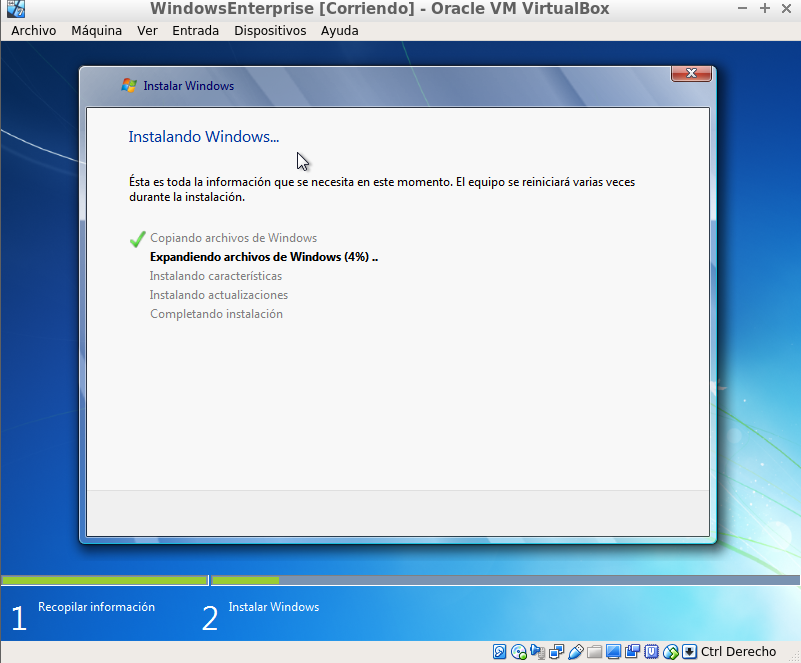 WindowsEnterprise [Corriendo] - Oracle VM VirtualBox
Archivo Máquina Ver Entrada Dispositivos Ayuda
Instalar Windows
Instalando Windows...
Ésta es toda la información que se necesita en este momento. El equipo se reiniciará varias veces
durante la instalación.
Copiando archivos de Windows
Expandiendo archivos de Windows (4%) ..
Instalando características
Instalando actualizaciones
Completando instalación
1 Recopilar información 2 Instalar Windows
Ctrl Derecho